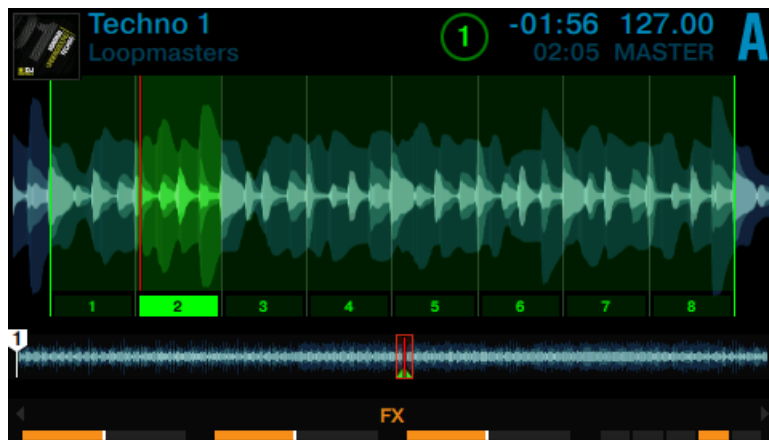 Techno 1
Loopmasters
1
-01:56 127.00
02:05 MASTER
A
1 2 3 4 5 6 7 8
1
FX